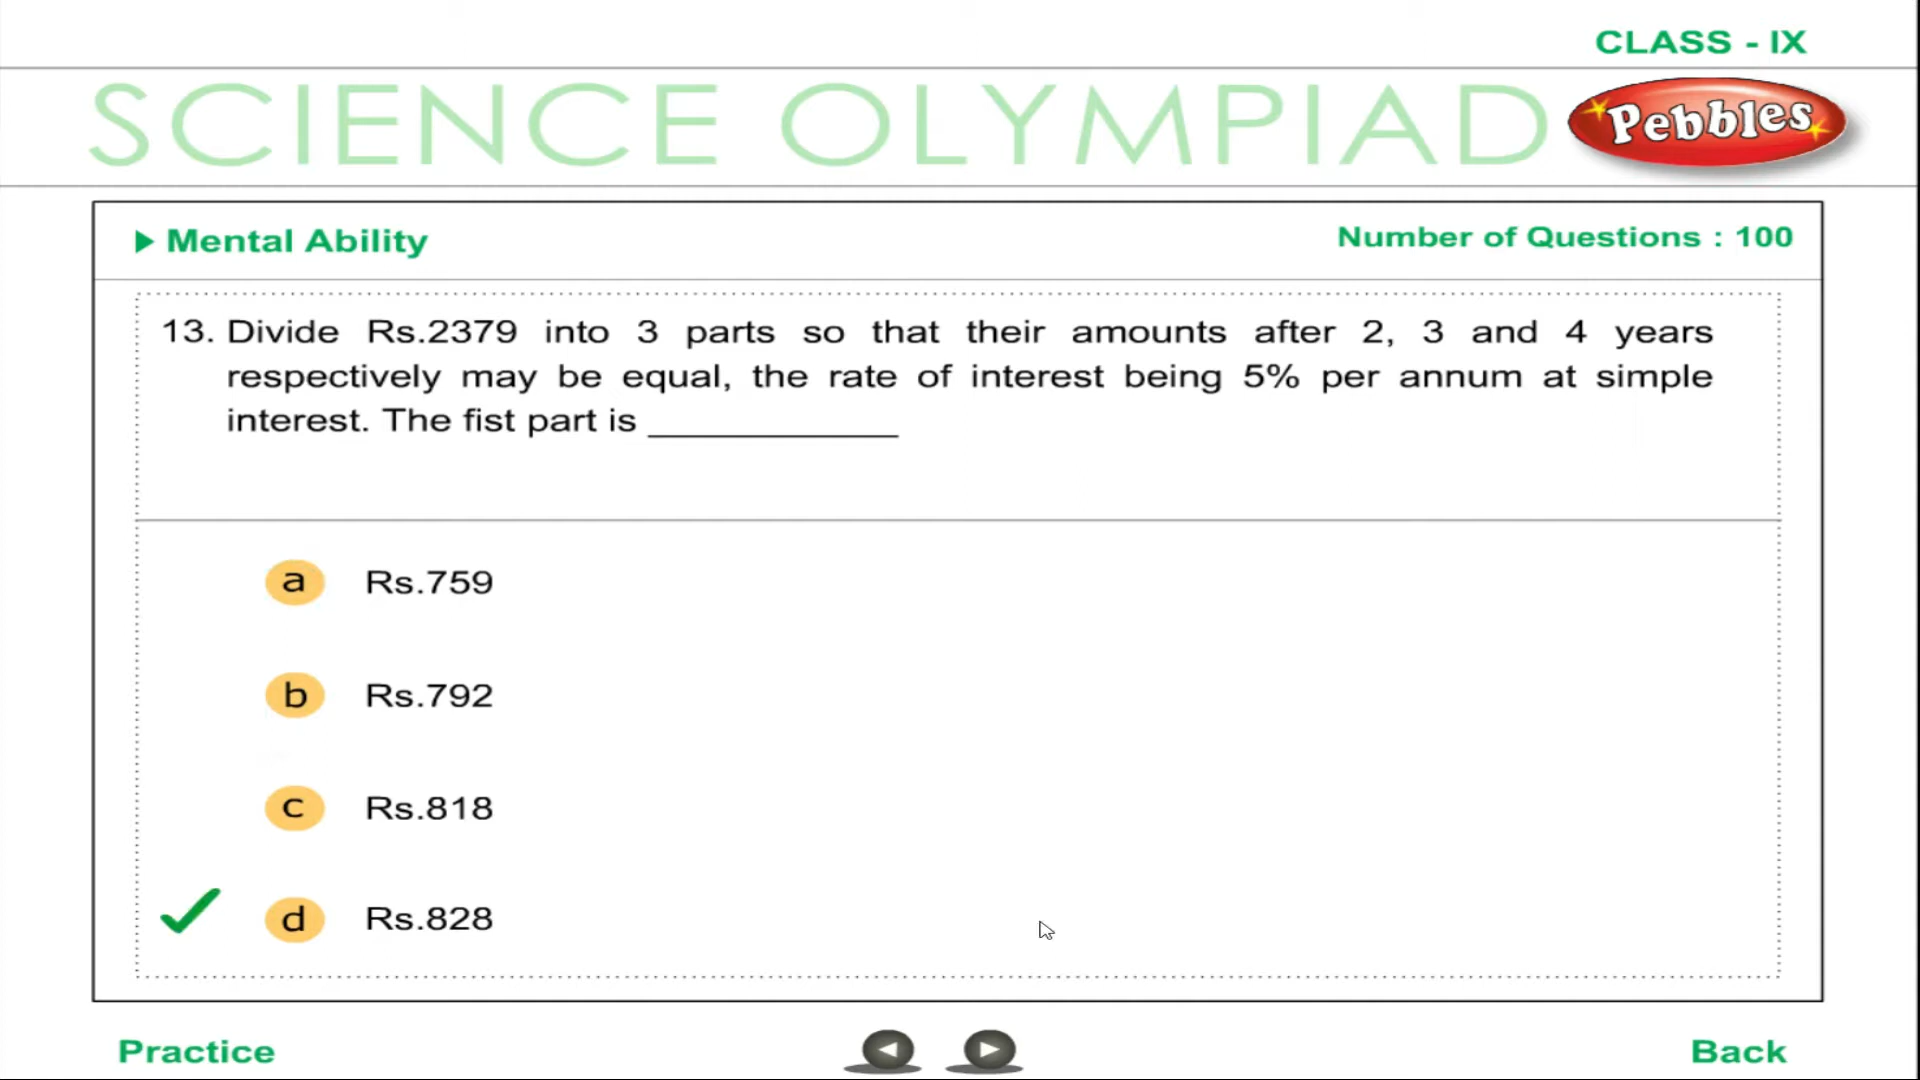 CLASS - IX
SCIENCE OLYMPIAD
Pebbles
Mental Ability
Number of Questions : 100
13. Divide Rs.2379 into 3 parts so that their amounts after 2, 3 and 4 years
respectively may be equal, the rate of interest being 5% per annum at simple
interest. The fist part is ______________
a Rs.759
b Rs.792
c Rs.818
d Rs.828
Practice
Back